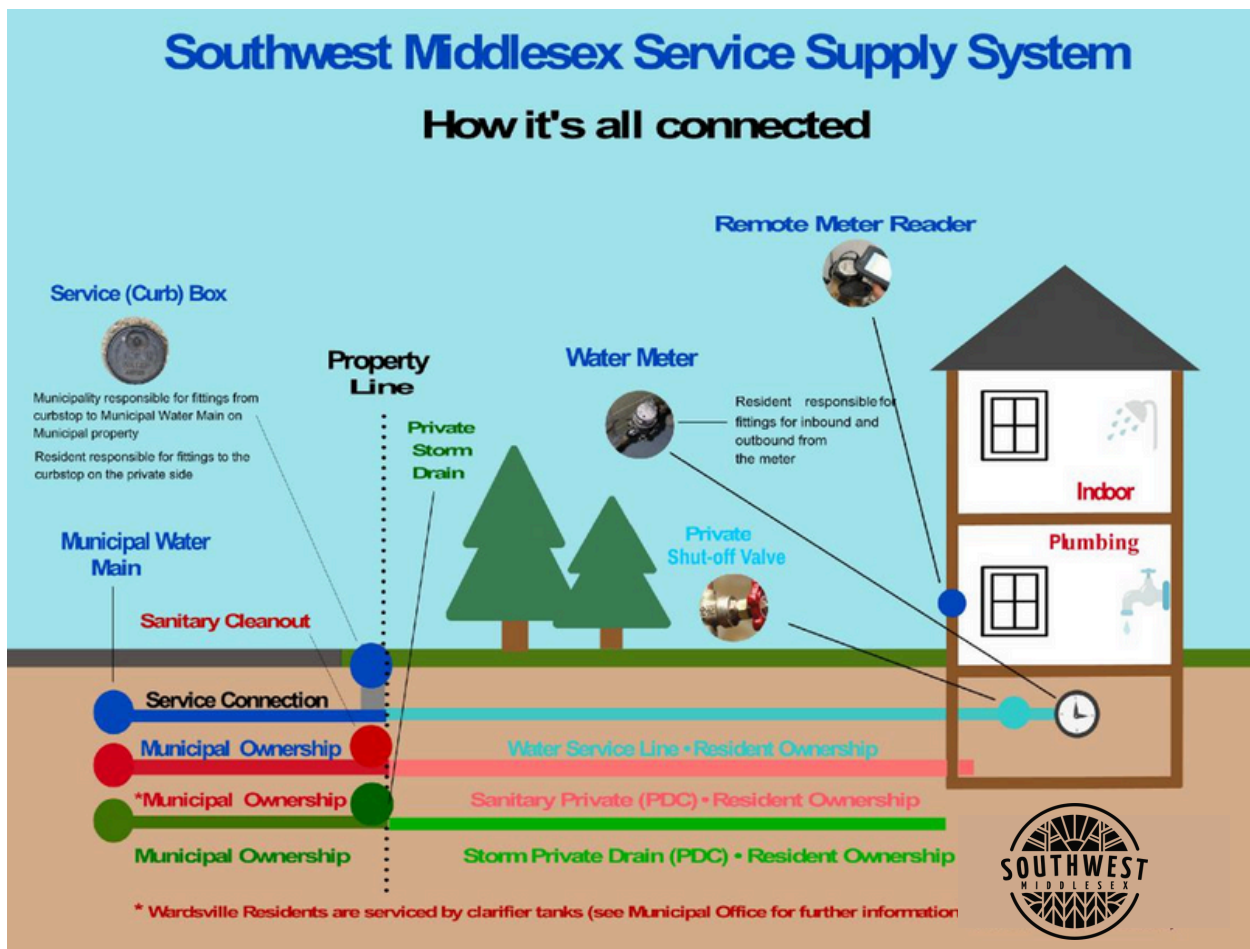 Southwest Middlesex Service Supply System
How it's all connected
Remote Meter Reader
Service (Curb) Box
Municipality responsible for fittings from
curbstop to Municipal Water Main on
Municipal property
Resident responsible for fittings to the
curbstop on the private side
Property
Line
Water Meter
Resident responsible for
fittings for inbound and
outbound from
the meter
Private
Storm
Drain
Indoor
Plumbing
Private
Shut-off Valve
Municipal Water
Main
Sanitary Cleanout
Service Connection
Municipal Ownership
Water Service Line • Resident Ownership
*Municipal Ownership
Sanitary Private (PDC) • Resident Ownership
Municipal Ownership
Storm Private Drain (PDC) • Resident Ownership
* Wardsville Residents are serviced by clarifier tanks (see Municipal Office for further information
SOUTHWEST
MIDDLESEX